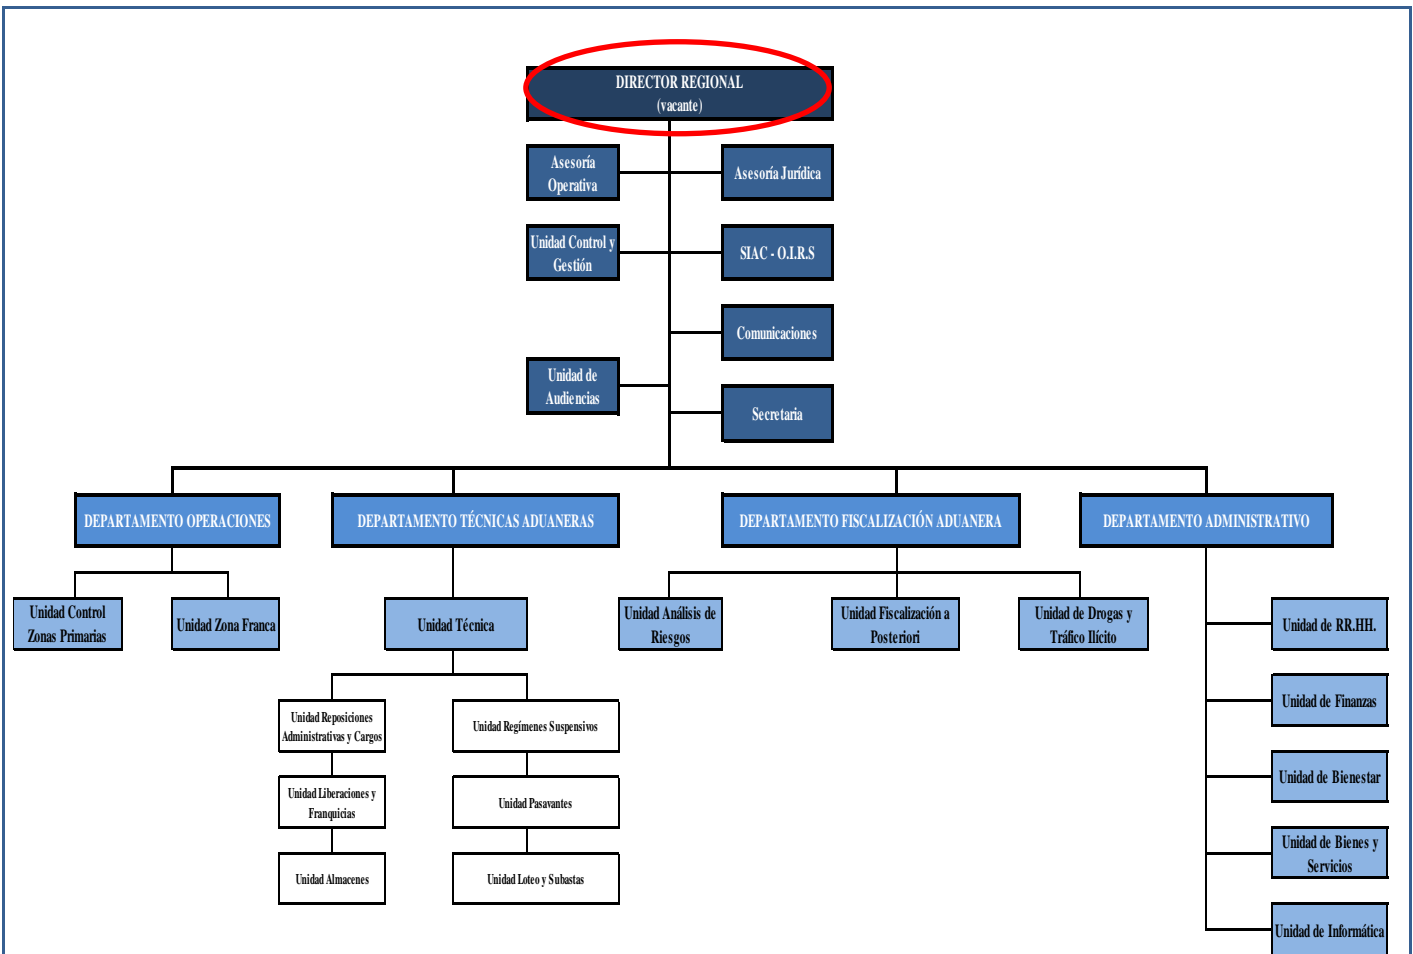 DIRECTOR REGIONAL
(vacante)
Asesoría
Operativa
Asesoría Jurídica
Unidad Control y
Gestión
SIAC - O.I.R.S
Comunicaciones
Unidad de
Audiencias
Secretaria
DEPARTAMENTO OPERACIONES
DEPARTAMENTO TÉCNICAS ADUANERAS
DEPARTAMENTO FISCALIZACIÓN ADUANERA
DEPARTAMENTO ADMINISTRATIVO
Unidad Control
Zonas Primarias
Unidad Zona Franca
Unidad Técnica
Unidad Análisis de
Riesgos
Unidad Fiscalización a
Posteriori
Unidad de Drogas y
Tráfico Ilícito
Unidad de RR.HH.
Unidad Reposiciones
Administrativas y Cargos
Unidad Regímenes Suspensivos
Unidad de Finanzas
Unidad Liberaciones y
Franquicias
Unidad Pasavantes
Unidad de Bienestar
Unidad Almacenes
Unidad Loteo y Subastas
Unidad de Bienes y
Servicios
Unidad de Informática